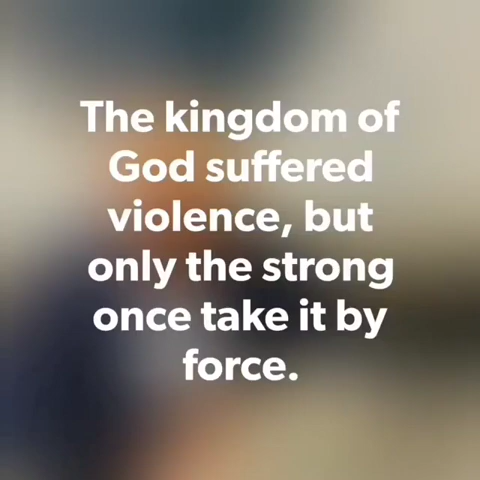 The kingdom of
God suffered
violence, but
only the strong
once take it by
force.